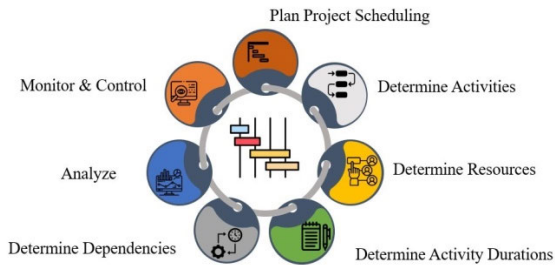 Plan Project Scheduling
Monitor & Control
Determine Activities
Analyze
Determine Resources
Determine Dependencies
Determine Activity Durations